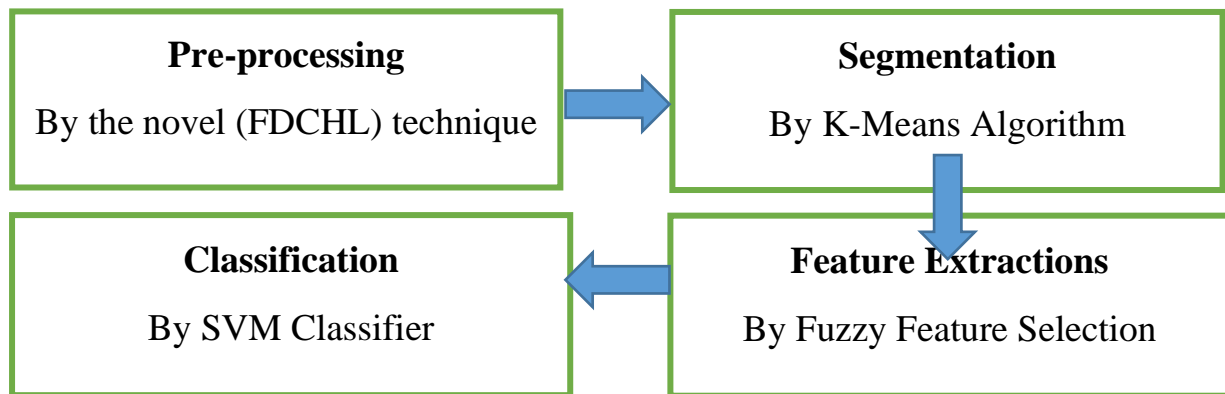 Pre-processing
By the novel (FDCHL) technique
Segmentation
By K-Means Algorithm
Classification
By SVM Classifier
Feature Extractions
By Fuzzy Feature Selection